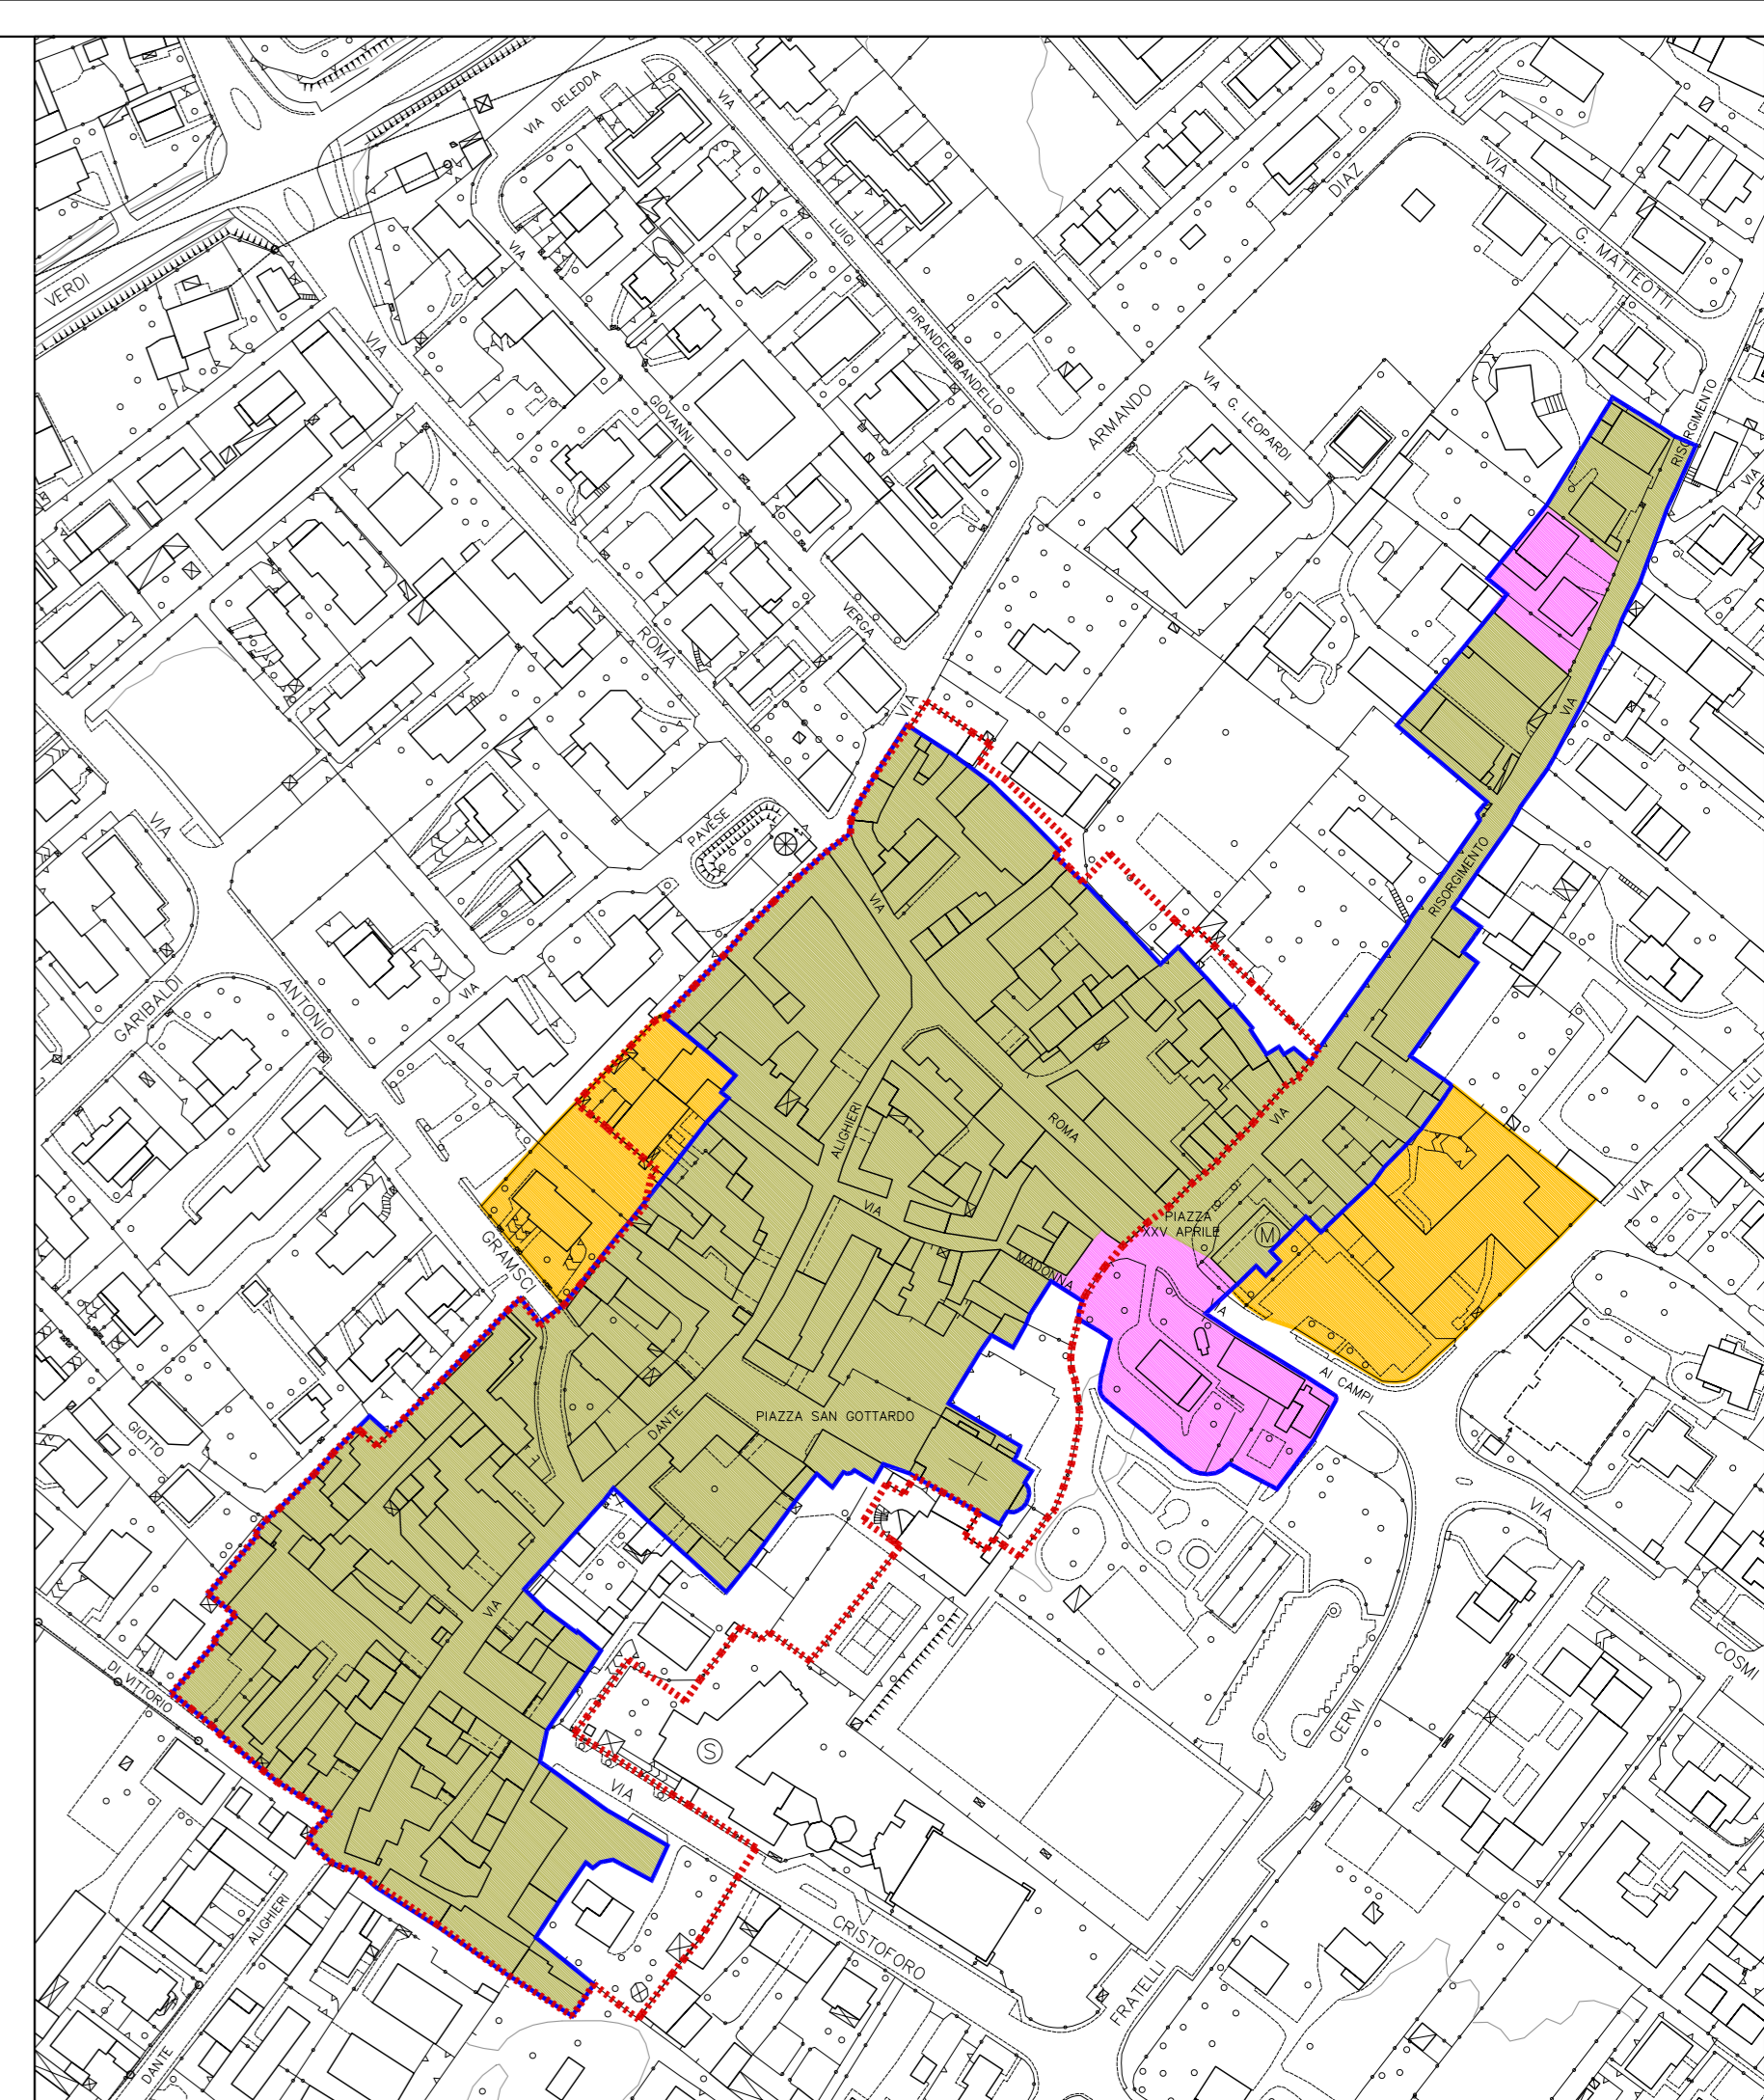 VIA DELEDDA
VIA
VIA
DIAZ
VIA
LUIGI
G. MATTEOTTI
VERDI
VIA
PIRANDELLO
PIRANDELLO
VIA
G. LEOPARDI
ARMANDO
GIOVANNI
RISORGIMENTO
VIA
VERGA
ROMA
VIA
VIA
VIA
PAVESE
RISORGIMENTO
VIA
VIA
GARIBALDI
ANTONIO
F.LLI
VIA
ROMA
ALIGHIERI
VIA
VIA
PIAZZA
XXV APRILE
M
GRAMSCI
MADONNA
VIA
AI CAMPI
DANTE
PIAZZA SAN GOTTARDO
GIOTTO
VIA
VIA
COSMI
DI VITTORIO
CERVI
S
VIA
ALIGHIERI
CRISTOFORO
FRATELLI
DANTE